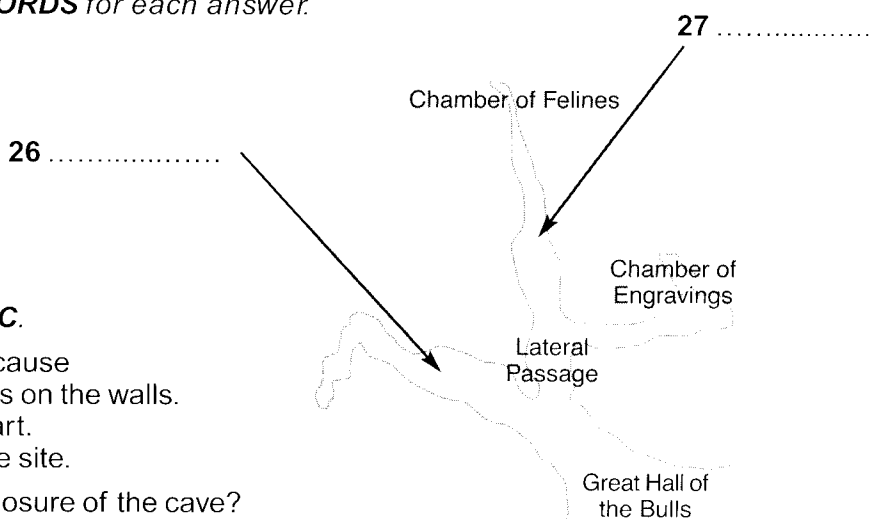 ORDS for each answer.
27 ....................
Chamber of Felines
26 ....................
Chamber of
Engravings
C.
cause
Lateral
Passage
s on the walls.
art.
e site.
Great Hall of
the Bulls
osure of the cave?